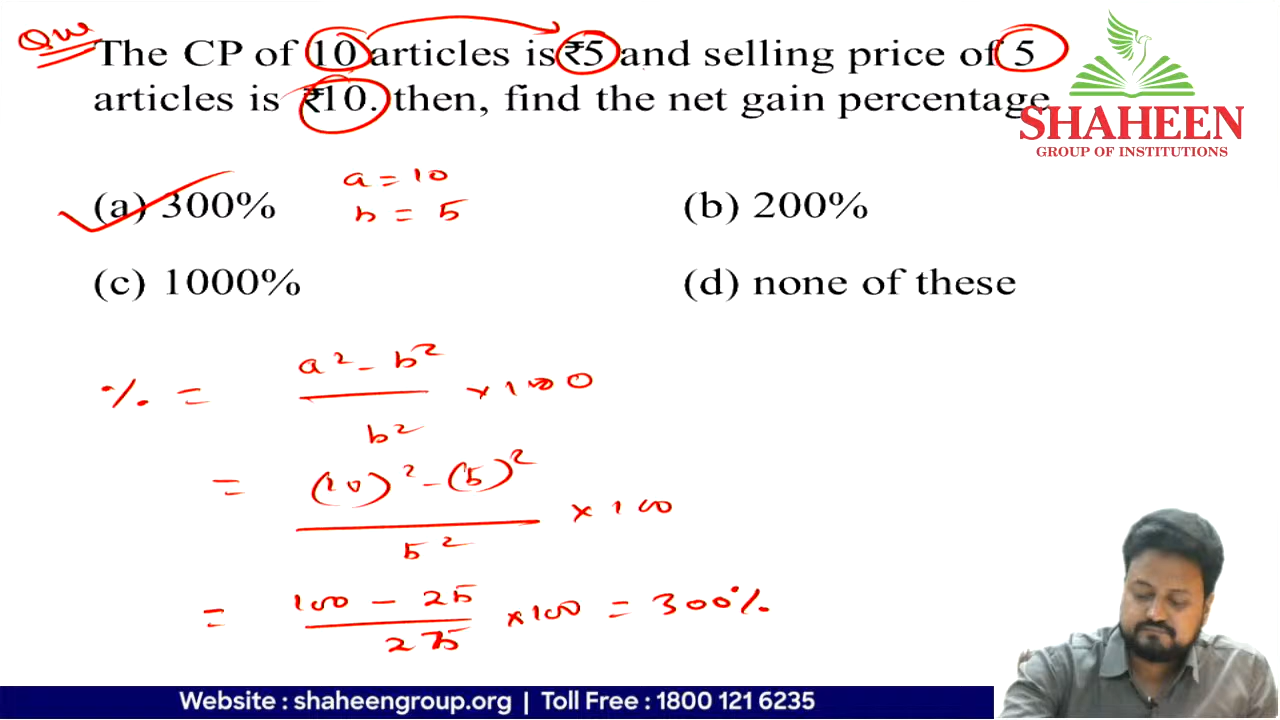 Qus
The CP of 10 articles is ₹5 and selling price of 5
articles is ₹10. then, find the net gain percentage
SHAHEEN
GROUP OF INSTITUTIONS
a = 10
(a) 300%
b = 5
(b) 200%
(c) 1000%
(d) none of these
% = a² - b² / b² × 100
= (10)² - (5)² / 5² × 100
= 100 - 25 / 25 × 100 = 300%
Website : shaheengroup.org | Toll Free : 1800 121 6235